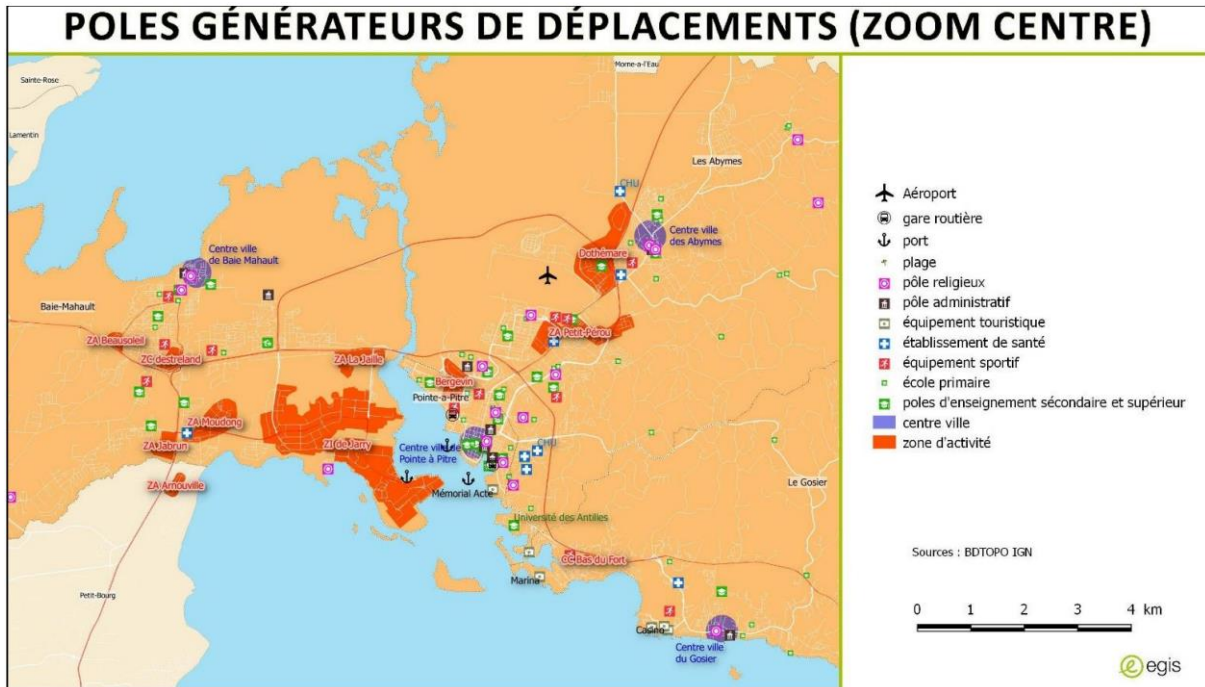 POLES GÉNÉRATEURS DE DÉPLACEMENTS (ZOOM CENTRE)
Sainte-Rose
Morne-a-l'Eau
Lamentin
Les Abymes
CHU
Centre ville
des Abymes
Centre ville
de Baie Mahault
Dothémare
Baie-Mahault
ZA Beausoleil
ZC destreland
ZA La Jaille
ZA Petit-Pérou
Bergevin
Pointe-a-Pitre
ZA Moudong
ZA Jabrun
ZI de Jarry
Centre ville de
Pointe à Pitre
CHU
ZA Arnouville
Mémorial Acte
Le Gosier
Université des Antilles
CC Bas du Fort
Marina
Petit-Bourg
Casino
Centre ville
du Gosier
Aéroport
gare routière
port
plage
pôle religieux
pôle administratif
équipement touristique
établissement de santé
équipement sportif
école primaire
poles d'enseignement sécondaire et supérieur
centre ville
zone d'activité
Sources : BDTOPO IGN
0 1 2 3 4 km
egis